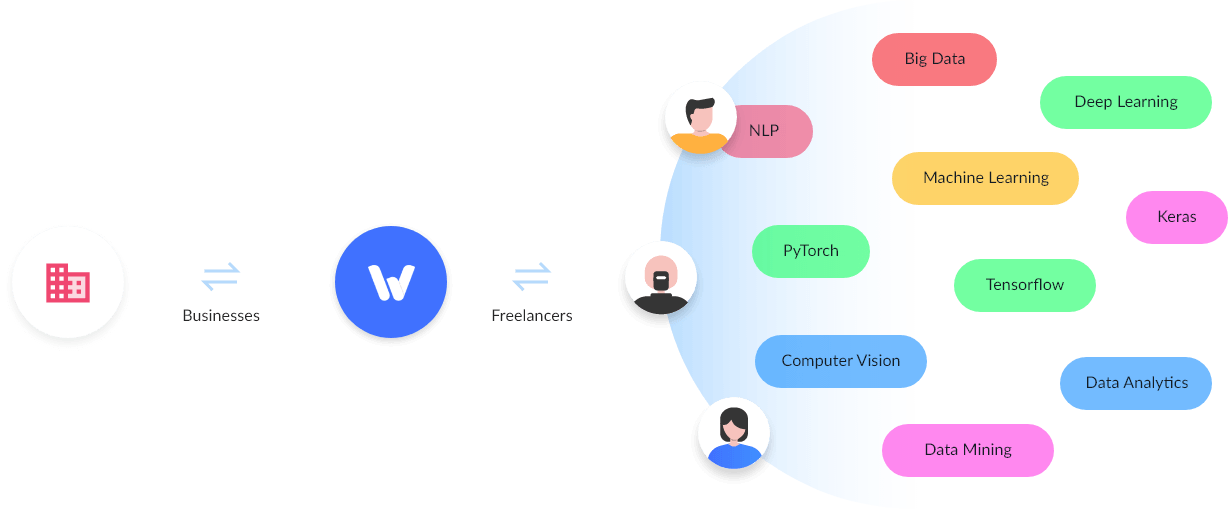 Big Data
Deep Learning
NLP
Machine Learning
Keras
PyTorch
Tensorflow
Businesses
Freelancers
Computer Vision
Data Analytics
Data Mining